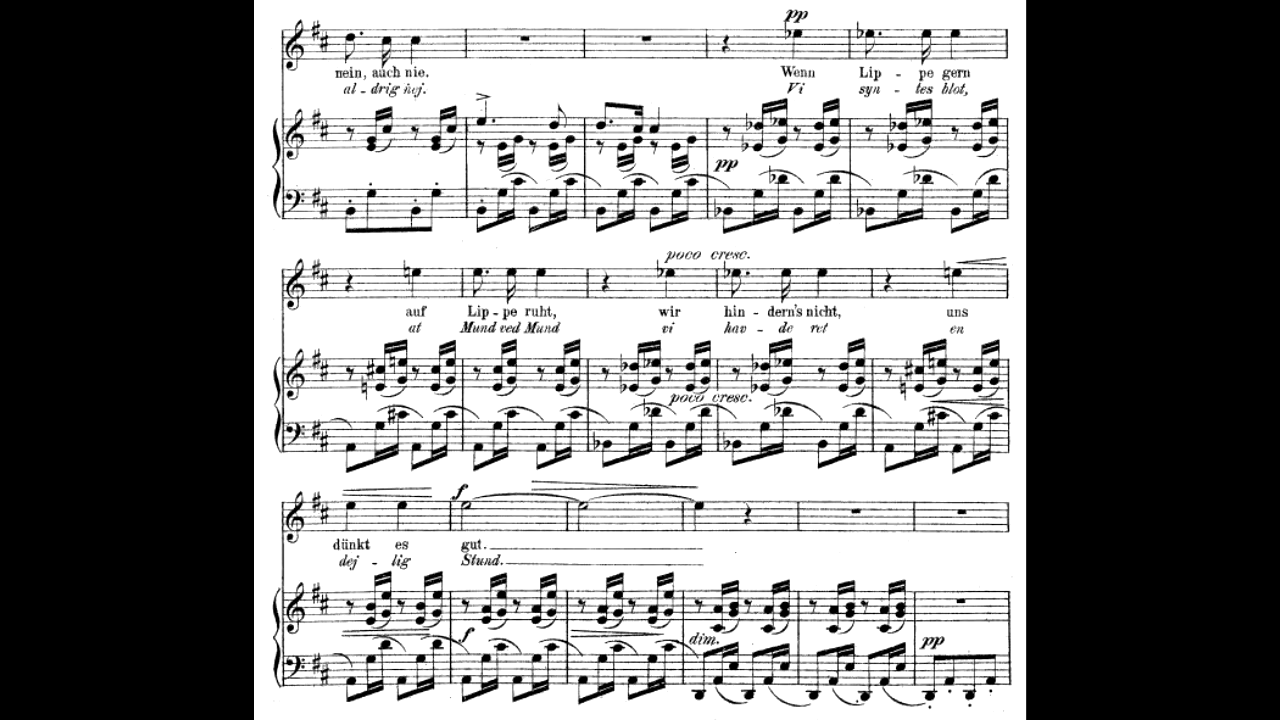 pp
nein, auch nie. Wenn Lip - pe gern
al - drig nej. Vi syn - tes blot,
pp
poco cresc.
auf Lip - pe ruht, wir hin - dern's nicht, uns
at Mund ved Mund vi hav - de ret en
poco cresc.
f
dünkt es gut.
dej - lig Stund.
f
dim.
pp